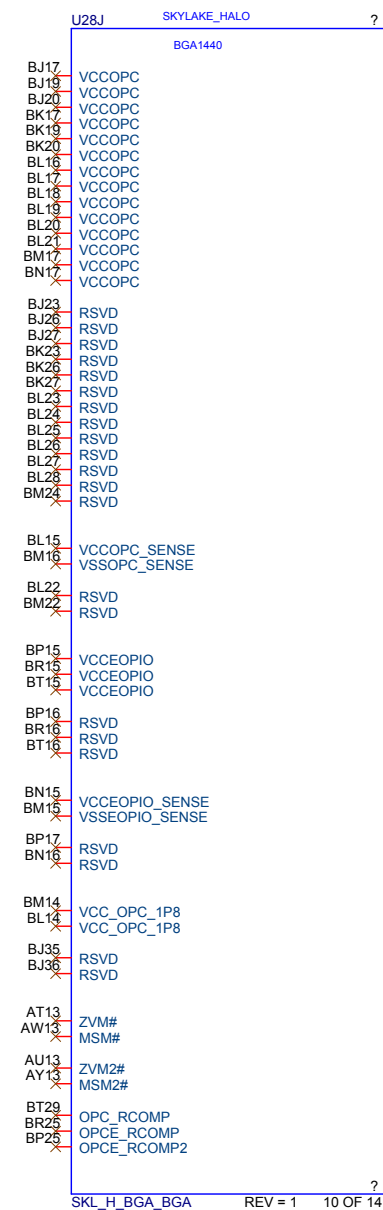 U28J SKYLAKE_HALO ?
BGA1440
BJ17 VCCOPC
BJ19 VCCOPC
BJ20 VCCOPC
BK17 VCCOPC
BK19 VCCOPC
BK20 VCCOPC
BL16 VCCOPC
BL17 VCCOPC
BL18 VCCOPC
BL19 VCCOPC
BL20 VCCOPC
BL21 VCCOPC
BM17 VCCOPC
BN17 VCCOPC
BJ23 RSVD
BJ26 RSVD
BJ27 RSVD
BK23 RSVD
BK26 RSVD
BK27 RSVD
BL23 RSVD
BL24 RSVD
BL25 RSVD
BL26 RSVD
BL27 RSVD
BL28 RSVD
BM24 RSVD
BL15 VCCOPC_SENSE
BM16 VSSOPC_SENSE
BL22 RSVD
BM22 RSVD
BP15 VCCEOPIO
BR15 VCCEOPIO
BT15 VCCEOPIO
BP16 RSVD
BR16 RSVD
BT16 RSVD
BN15 VCCEOPIO_SENSE
BM15 VSSEOPIO_SENSE
BP17 RSVD
BN16 RSVD
BM14 VCC_OPC_1P8
BL14 VCC_OPC_1P8
BJ35 RSVD
BJ36 RSVD
AT13 ZVM#
AW13 MSM#
AU13 ZVM2#
AY13 MSM2#
BT29 OPC_RCOMP
BR25 OPCE_RCOMP
BP25 OPCE_RCOMP2
?
SKL_H_BGA_BGA REV = 1 10 OF 14